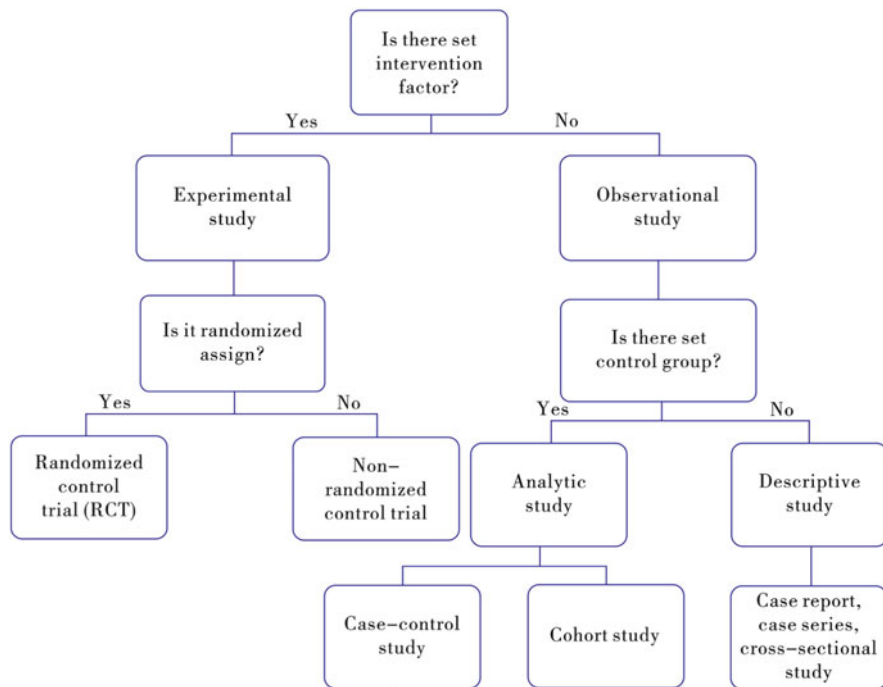 Is there set
intervention
factor?
Yes
No
Experimental
study
Observational
study
Is it randomized
assign?
Is there set
control group?
Yes
No
Yes
No
Randomized
control
trial (RCT)
Non-
randomized
control trial
Analytic
study
Descriptive
study
Case-control
study
Cohort study
Case report,
case series,
cross-sectional
study